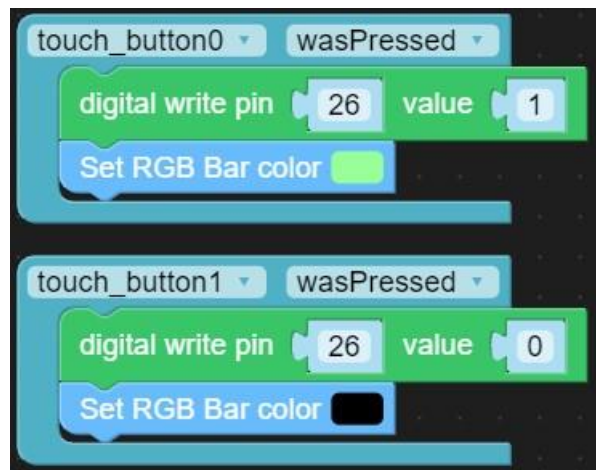 touch_button0 wasPressed
digital write pin 26 value 1
Set RGB Bar color
touch_button1 wasPressed
digital write pin 26 value 0
Set RGB Bar color